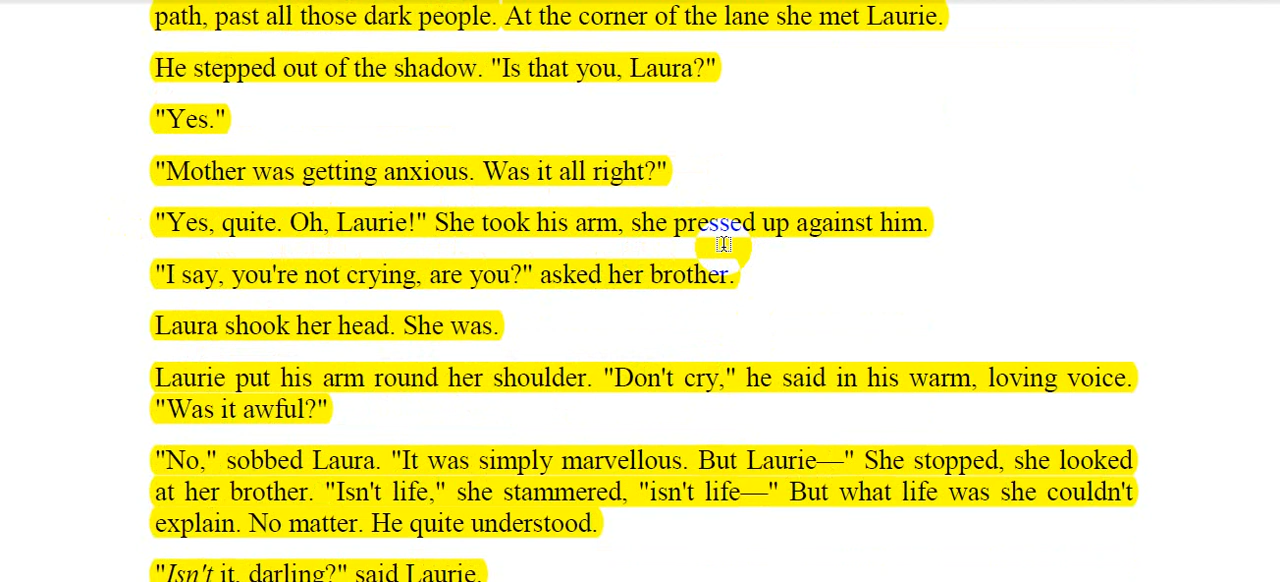 path, past all those dark people. At the corner of the lane she met Laurie.
He stepped out of the shadow. "Is that you, Laura?"
"Yes."
"Mother was getting anxious. Was it all right?"
"Yes, quite. Oh, Laurie!" She took his arm, she pressed up against him.
"I say, you're not crying, are you?" asked her brother.
Laura shook her head. She was.
Laurie put his arm round her shoulder. "Don't cry," he said in his warm, loving voice.
"Was it awful?"
"No," sobbed Laura. "It was simply marvellous. But Laurie—" She stopped, she looked
at her brother. "Isn't life," she stammered, "isn't life—" But what life was she couldn't
explain. No matter. He quite understood.
"Isn't it, darling?" said Laurie.